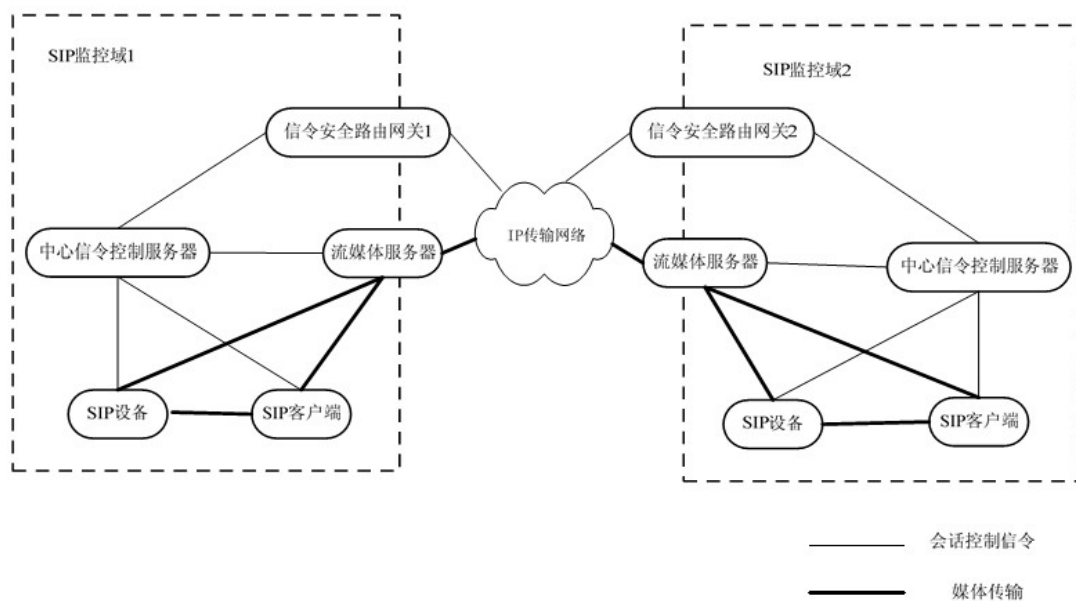 SIP监控域1
SIP监控域2
信令安全路由网关1
信令安全路由网关2
IP传输网络
中心信令控制服务器
流媒体服务器
流媒体服务器
中心信令控制服务器
SIP设备
SIP客户端
SIP设备
SIP客户端
会话控制信令
媒体传输